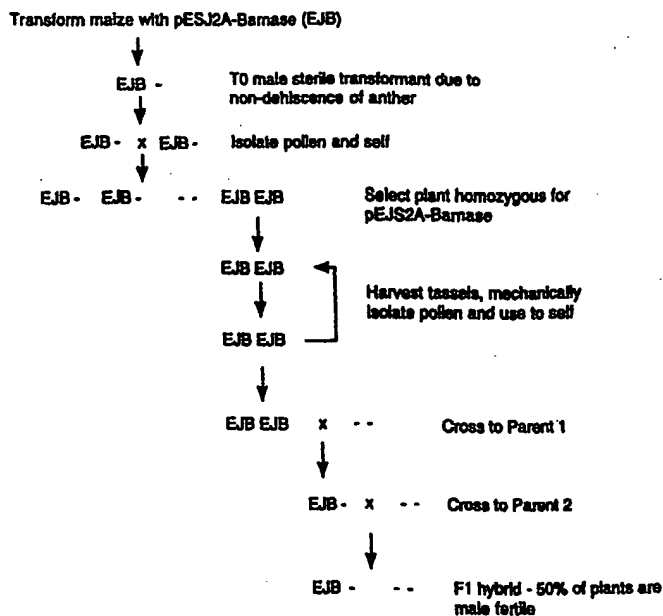 Transform maize with pESJ2A-Barnase (EJB)
EJB -
T0 male sterile transformant due to
non-dehiscence of anther
EJB - x EJB -
Isolate pollen and self
EJB - EJB - - - EJB EJB
Select plant homozygous for
pEJS2A-Barnase
EJB EJB
Harvest tassels, mechanically
isolate pollen and use to self
EJB EJB
EJB EJB x - -
Cross to Parent 1
EJB - x - -
Cross to Parent 2
EJB - - -
F1 hybrid - 50% of plants are
male fertile